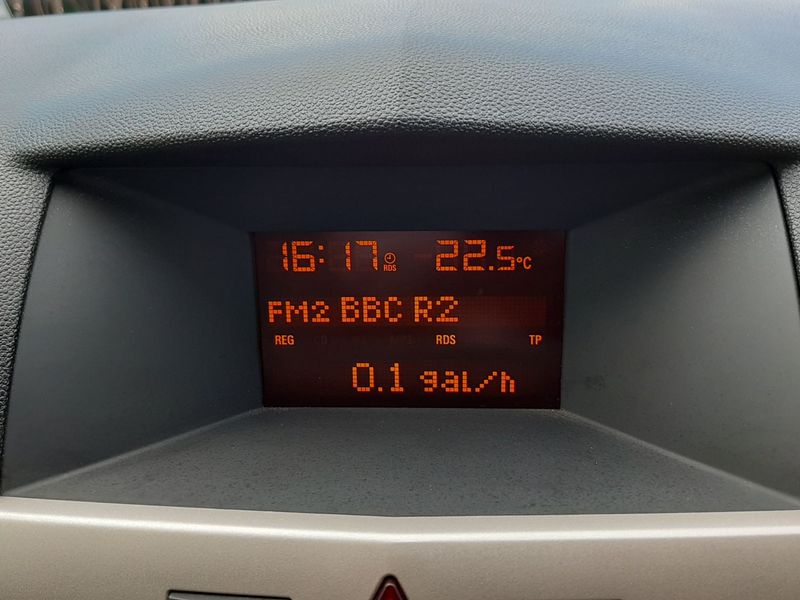 16:17 RDS 22.5°C
FM2 BBC R2
REG RDS TP
0.1 gal/h